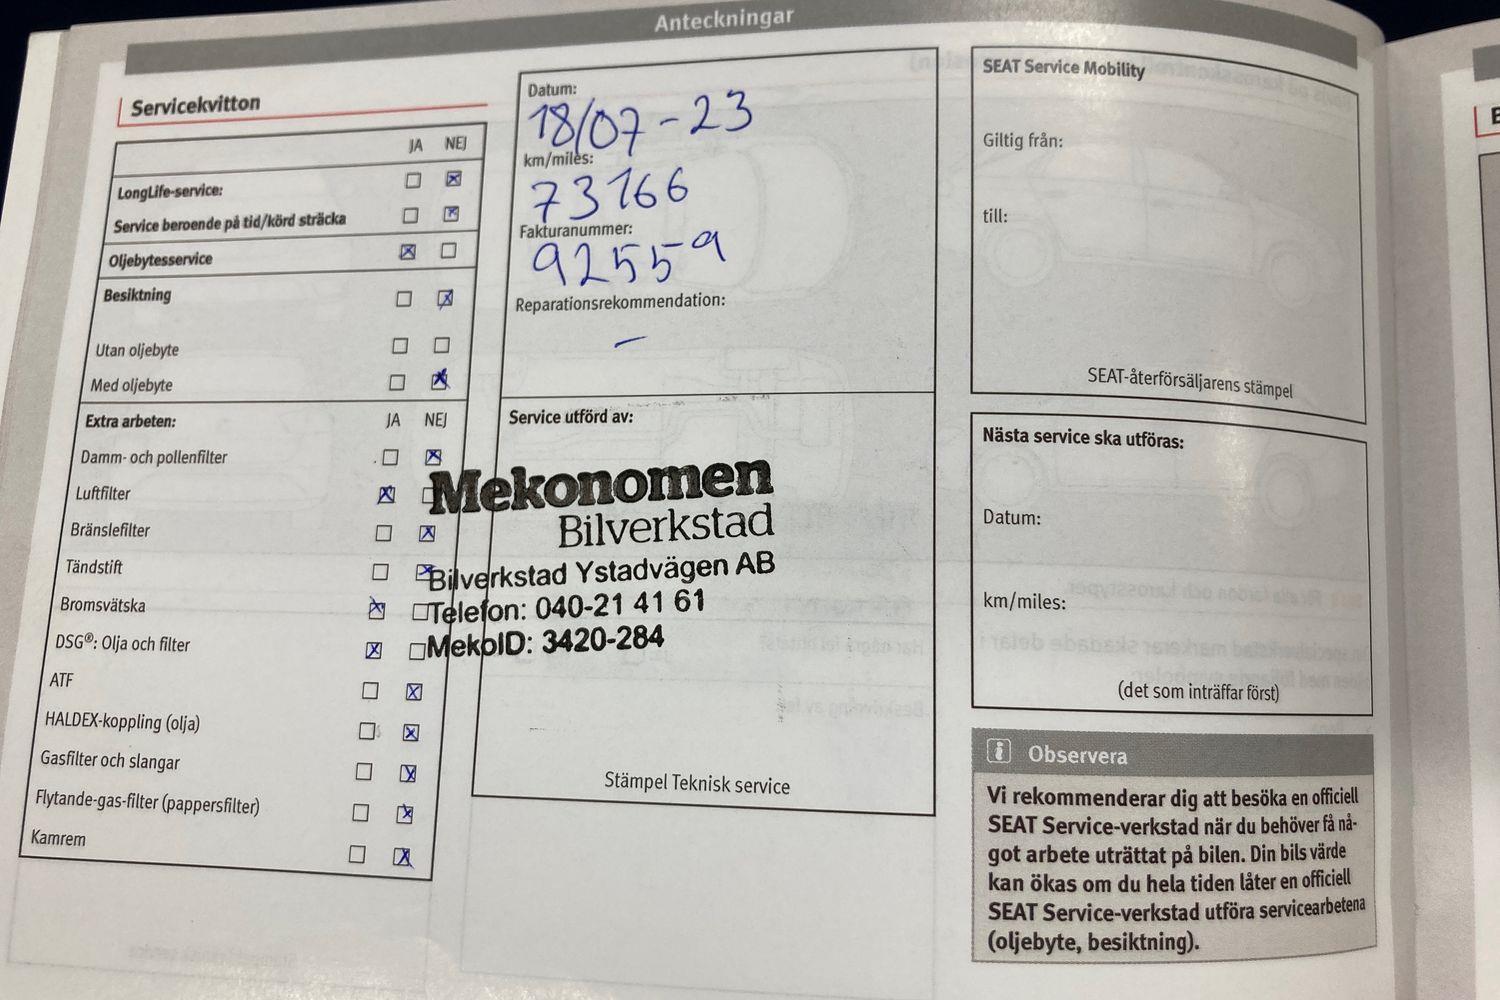 Anteckningar
Servicekvitton
JA NEJ
LongLife-service:
Service beroende på tid/körd sträcka
Oljebytesservice
Besiktning
Utan oljebyte
Med oljebyte
Extra arbeten: JA NEJ
Damm- och pollenfilter
Luftfilter
Bränslefilter
Tändstift
Bromsvätska
DSG®: Olja och filter
ATF
HALDEX-koppling (olja)
Gasfilter och slangar
Flytande-gas-filter (pappersfilter)
Kamrem
Datum:
18/07-23
km/miles:
73166
Fakturanummer:
92559
Reparationsrekommendation:
–
Service utförd av:
Mekonomen
Bilverkstad
Bilverkstad Ystadvägen AB
Telefon: 040-21 41 61
MekoID: 3420-284
Stämpel Teknisk service
SEAT Service Mobility
Giltig från:
till:
SEAT-återförsäljarens stämpel
Nästa service ska utföras:
Datum:
km/miles:
(det som inträffar först)
i Observera
Vi rekommenderar dig att besöka en officiell
SEAT Service-verkstad när du behöver få nå-
got arbete uträttat på bilen. Din bils värde
kan ökas om du hela tiden låter en officiell
SEAT Service-verkstad utföra servicearbetena
(oljebyte, besiktning).